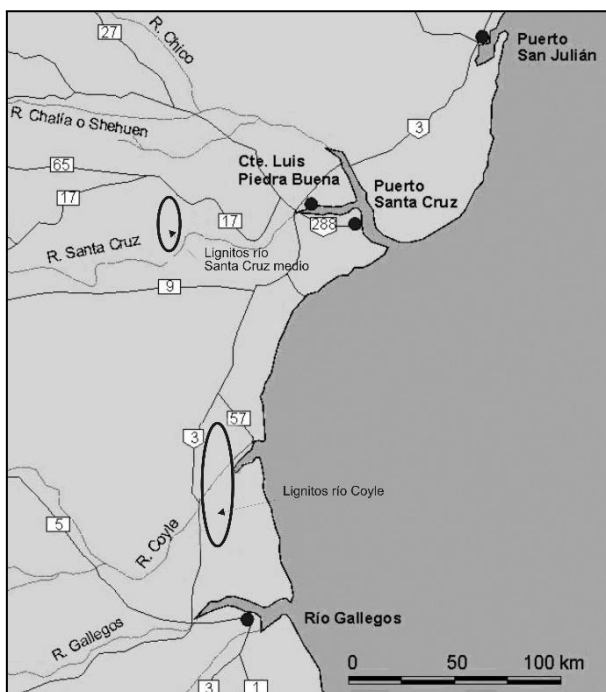 27
R. Chico
Puerto
San Julián
R. Chalía o Shehuen
3
65
Cte. Luis
Piedra Buena
17
17
Puerto
Santa Cruz
288
R. Santa Cruz
Lignitos río
Santa Cruz medio
9
57
3
Lignitos río Coyle
5
R. Coyle
Río Gallegos
R. Gallegos
3
1
0 50 100 km